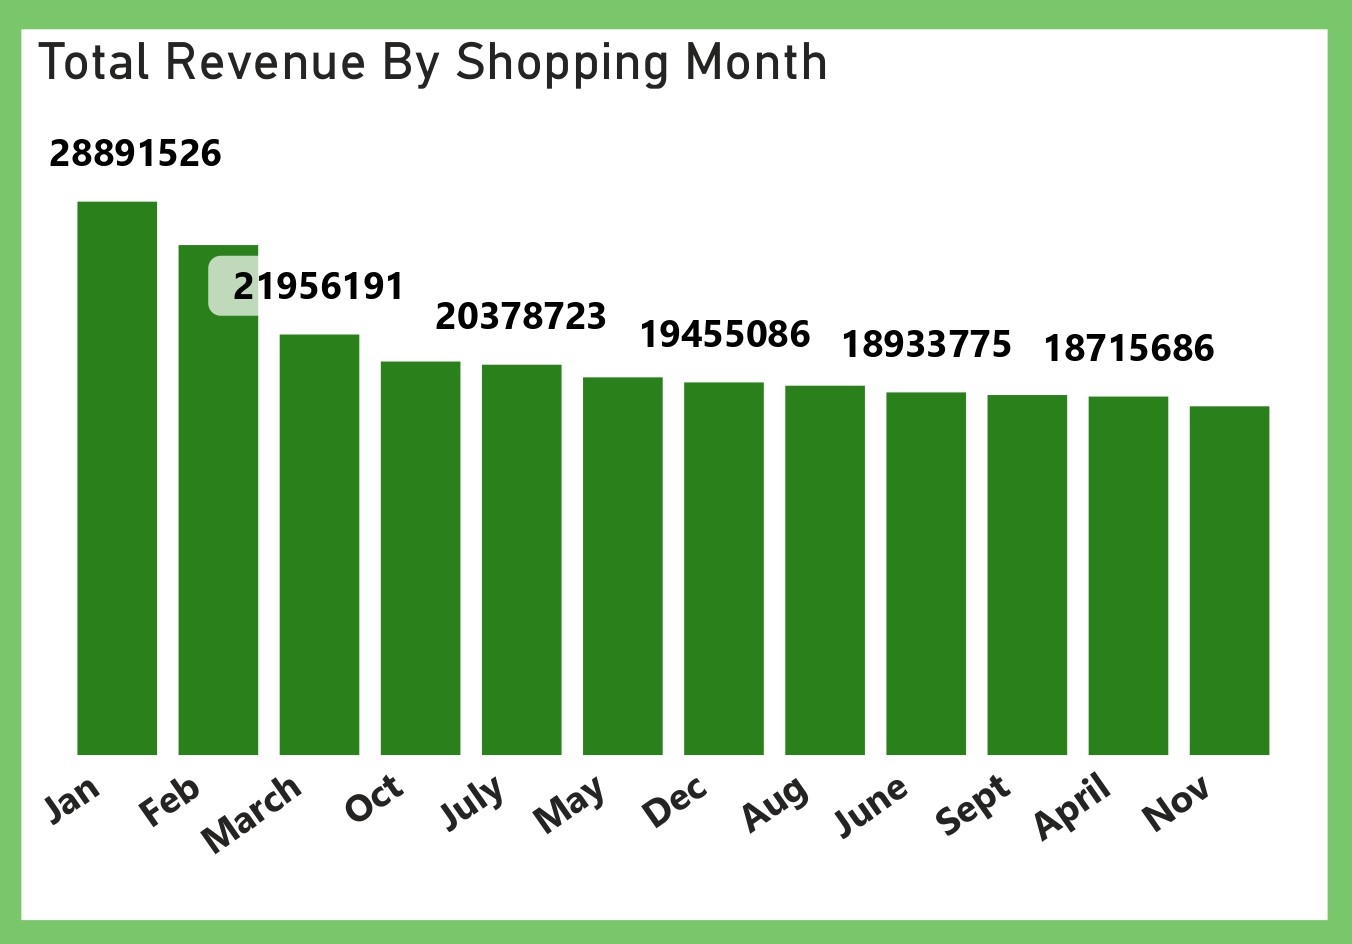 Total Revenue By Shopping Month
28891526
21956191
20378723
19455086
18933775
18715686
Jan
Feb
March
Oct
July
May
Dec
Aug
June
Sept
April
Nov